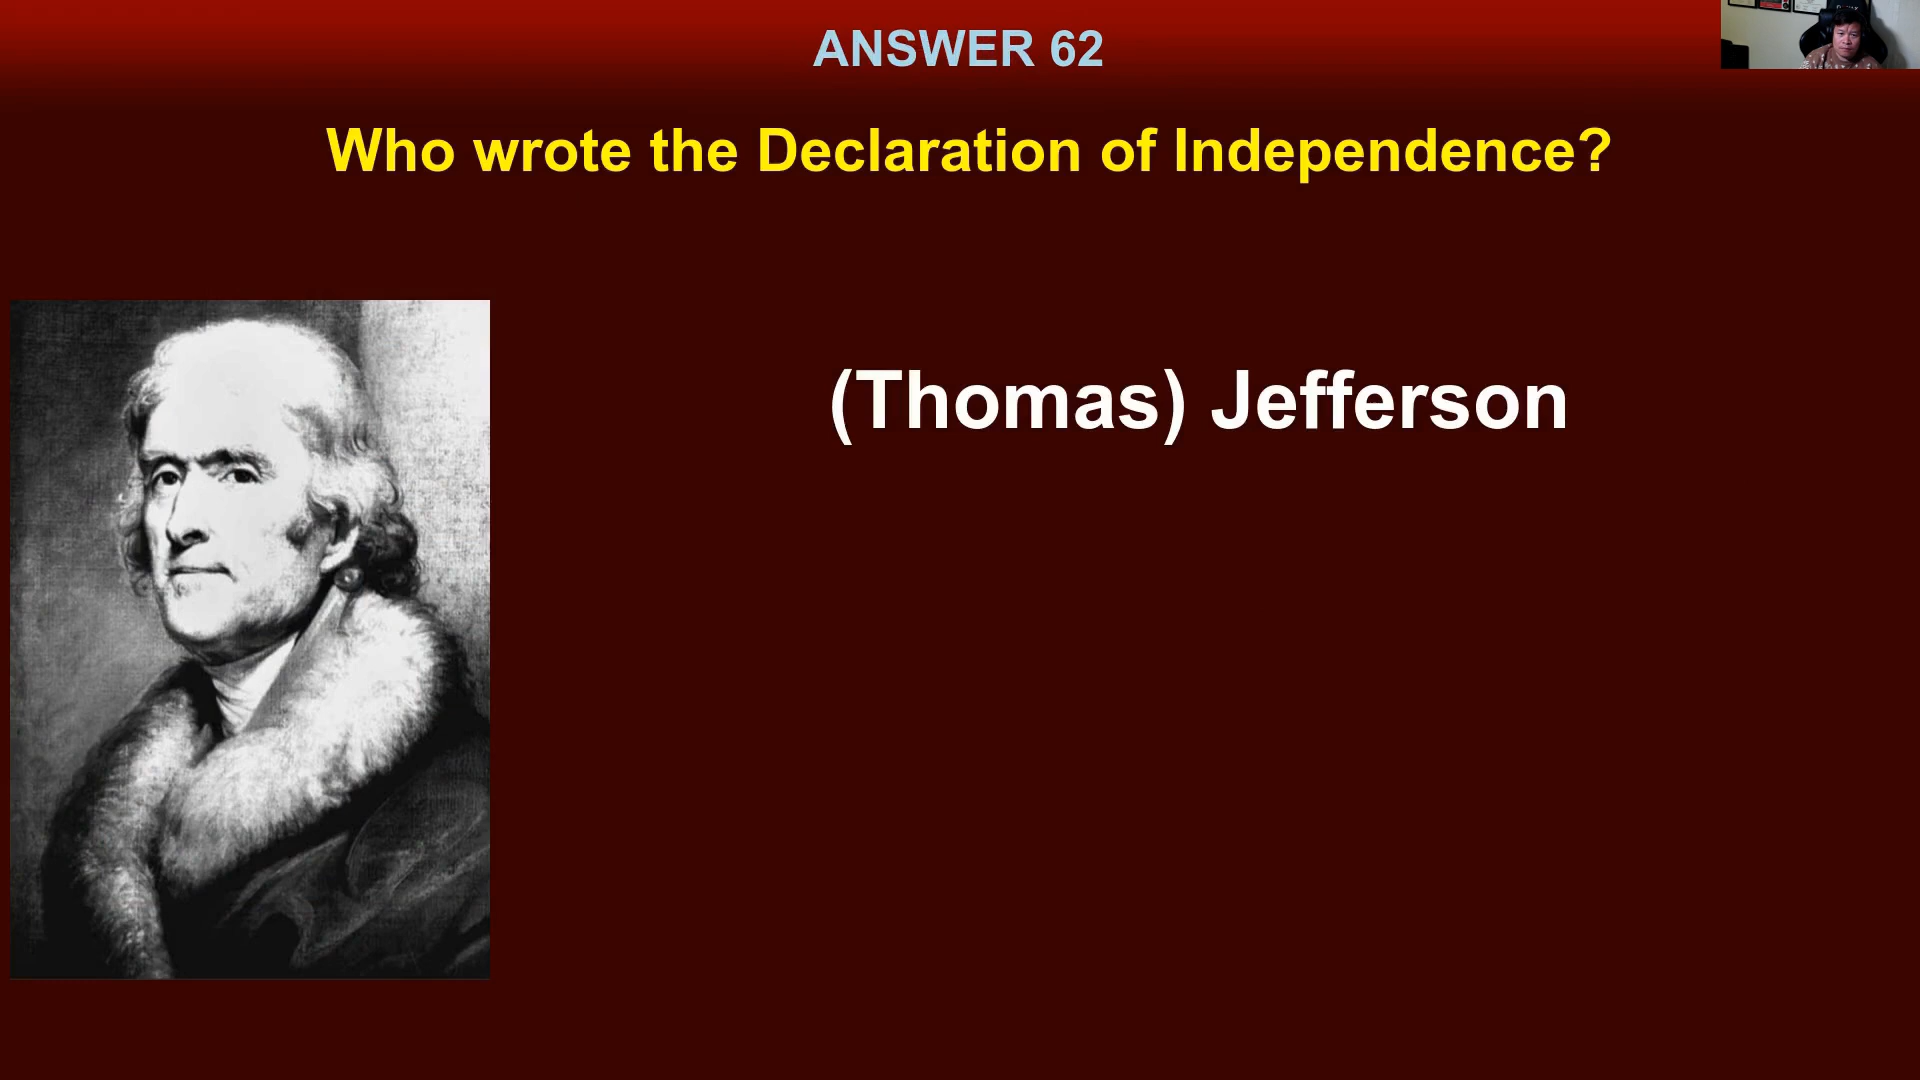 ANSWER 62
Who wrote the Declaration of Independence?
(Thomas) Jefferson